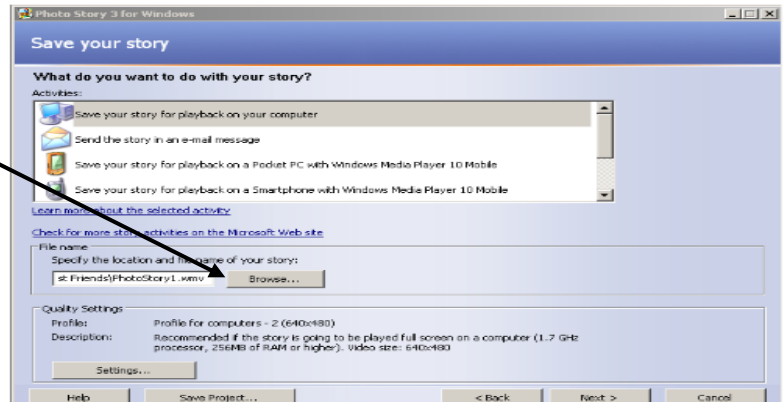 Photo Story 3 for Windows
Save your story
What do you want to do with your story?
Activities:
Save your story for playback on your computer
Send the story in an e-mail message
Save your story for playback on a Pocket PC with Windows Media Player 10 Mobile
Save your story for playback on a Smartphone with Windows Media Player 10 Mobile
Learn more about the selected activity
Check for more story activities on the Microsoft Web site
File name
Specify the location and file name of your story:
st Friends\PhotoStory1.wmv Browse...
Quality Settings
Profile: Profile for computers - 2 (640x480)
Description: Recommended if the story is going to be played full screen on a computer (1.7 GHz
processor, 256MB of RAM or higher). Video size: 640x480
Settings...
Help Save Project... < Back Next > Cancel